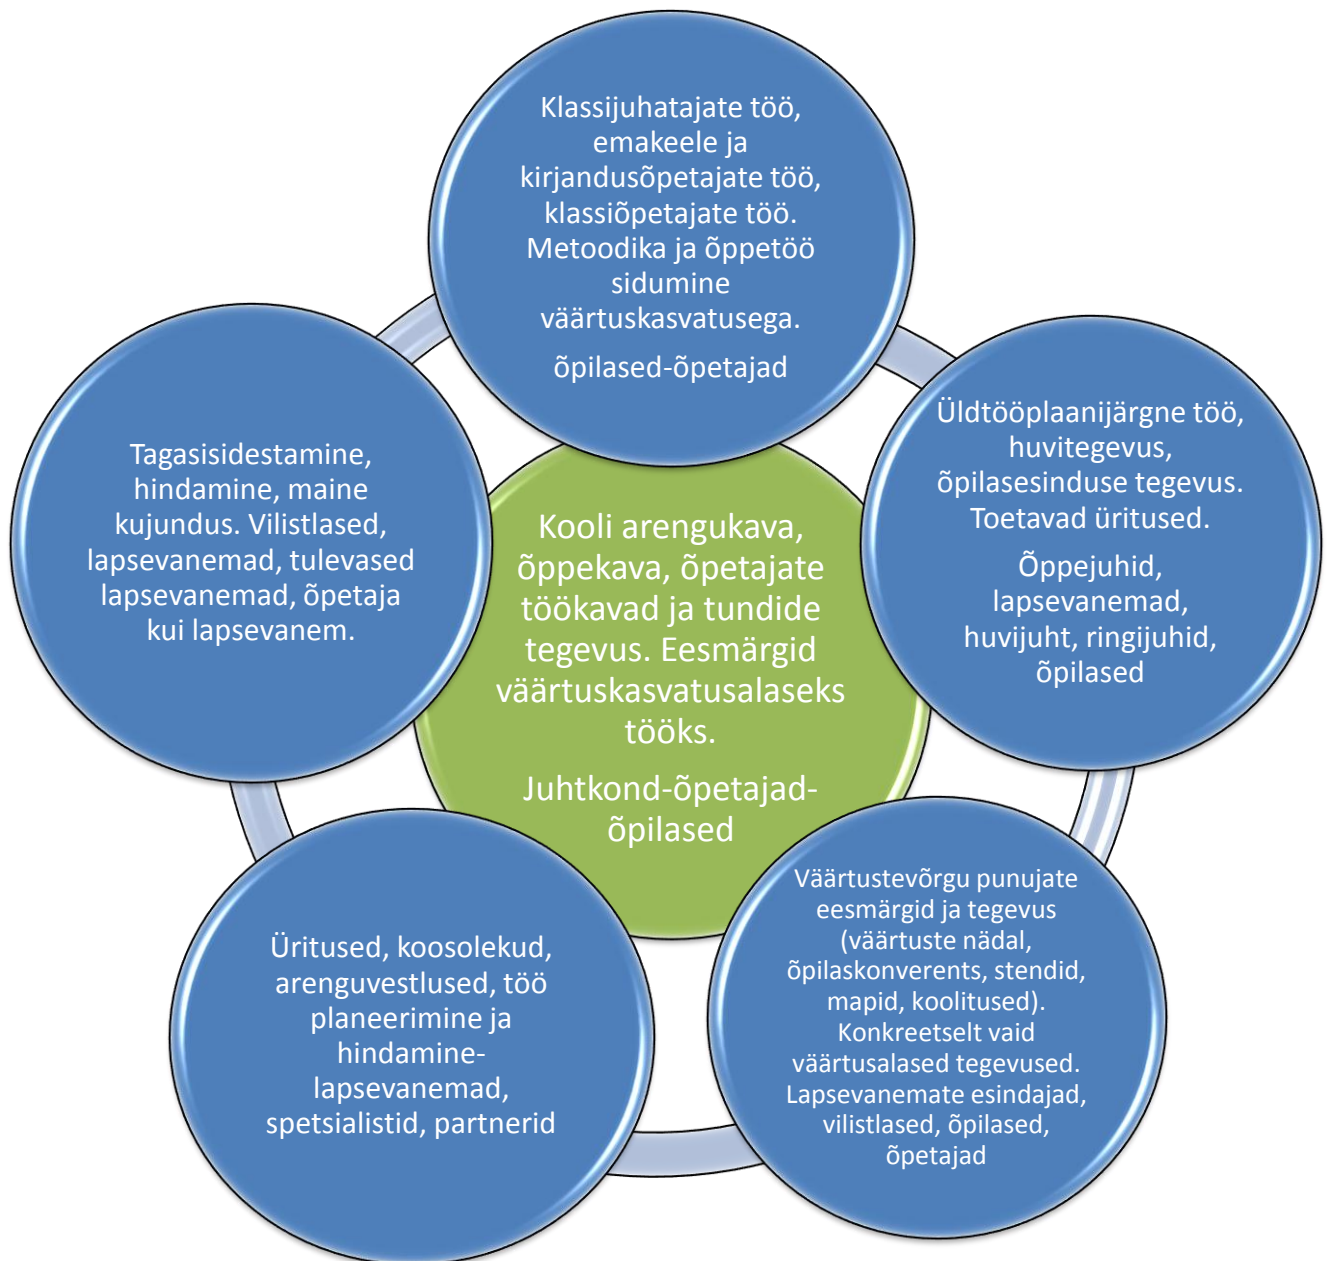 Klassijuhatajate töö,
emakeele ja
kirjandusõpetajate töö,
klassiõpetajate töö.
Metoodika ja õppetöö
sidumine
väärtuskasvatusega.
õpilased-õpetajad
Üldtööplaanijärgne töö,
huvitegevus,
õpilasesinduse tegevus.
Toetavad üritused.
Õppejuhid,
lapsevanemad,
huvijuht, ringijuhid,
õpilased
Väärtustevõrgu punujate
eesmärgid ja tegevus
(väärtuste nädal,
õpilaskonverents, stendid,
mapid, koolitused).
Konkreetselt vaid
väärtusalased tegevused.
Lapsevanemate esindajad,
vilistlased, õpilased,
õpetajad
Üritused, koosolekud,
arenguvestlused, töö
planeerimine ja
hindamine-
lapsevanemad,
spetsialistid, partnerid
Tagasisidestamine,
hindamine, maine
kujundus. Vilistlased,
lapsevanemad, tulevased
lapsevanemad, õpetaja
kui lapsevanem.
Kooli arengukava,
õppekava, õpetajate
töökavad ja tundide
tegevus. Eesmärgid
väärtuskasvatusalaseks
tööks.
Juhtkond-õpetajad-
õpilased